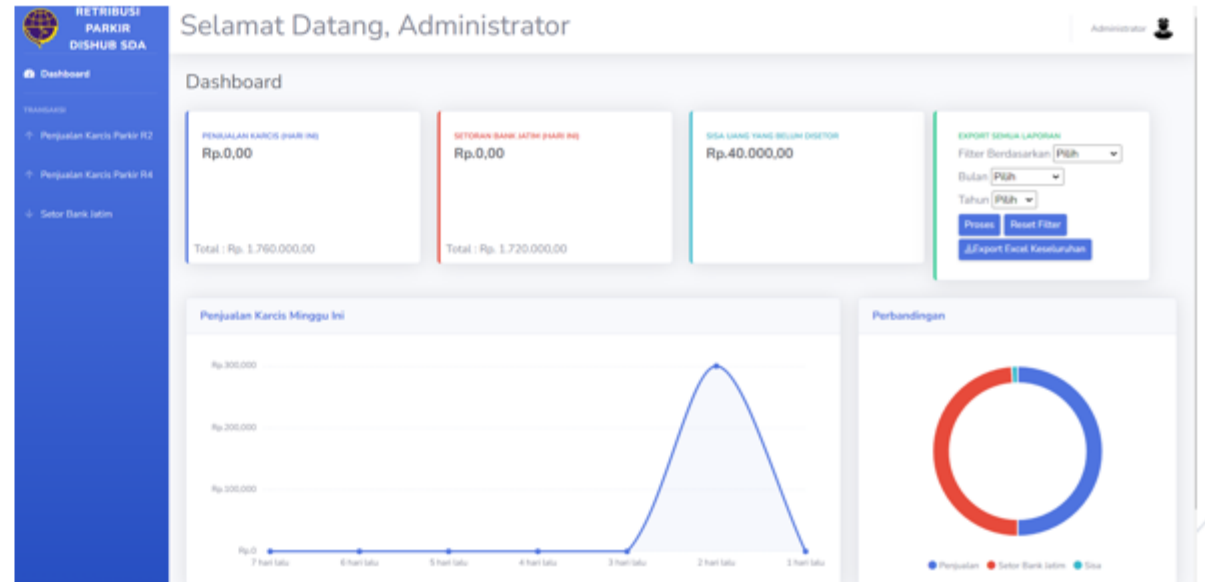 RETRIBUSI
PARKIR
DISHUB SDA
Selamat Datang, Administrator
Administrator
Dashboard
Dashboard
TRANSAKSI
Penjualan Karcis Parkir R2
Penjualan Karcis Parkir R4
Setor Bank Jatim
PENJUALAN KARCIS (HARI INI)
Rp.0,00
Total : Rp. 1.760.000,00
SETORAN BANK JATIM (HARI INI)
Rp.0,00
Total : Rp. 1.720.000,00
SISA UANG YANG BELUM DISETOR
Rp.40.000,00
EXPORT SEMUA LAPORAN
Filter Berdasarkan Pilih
Bulan Pilih
Tahun Pilih
Proses Reset Filter
Export Excel Keseluruhan
Penjualan Karcis Minggu Ini
Rp.300,000
Rp.200,000
Rp.100,000
Rp.0
7 hari lalu 6 hari lalu 5 hari lalu 4 hari lalu 3 hari lalu 2 hari lalu 1 hari lalu
Perbandingan
Penjualan Setor Bank Jatim Sisa